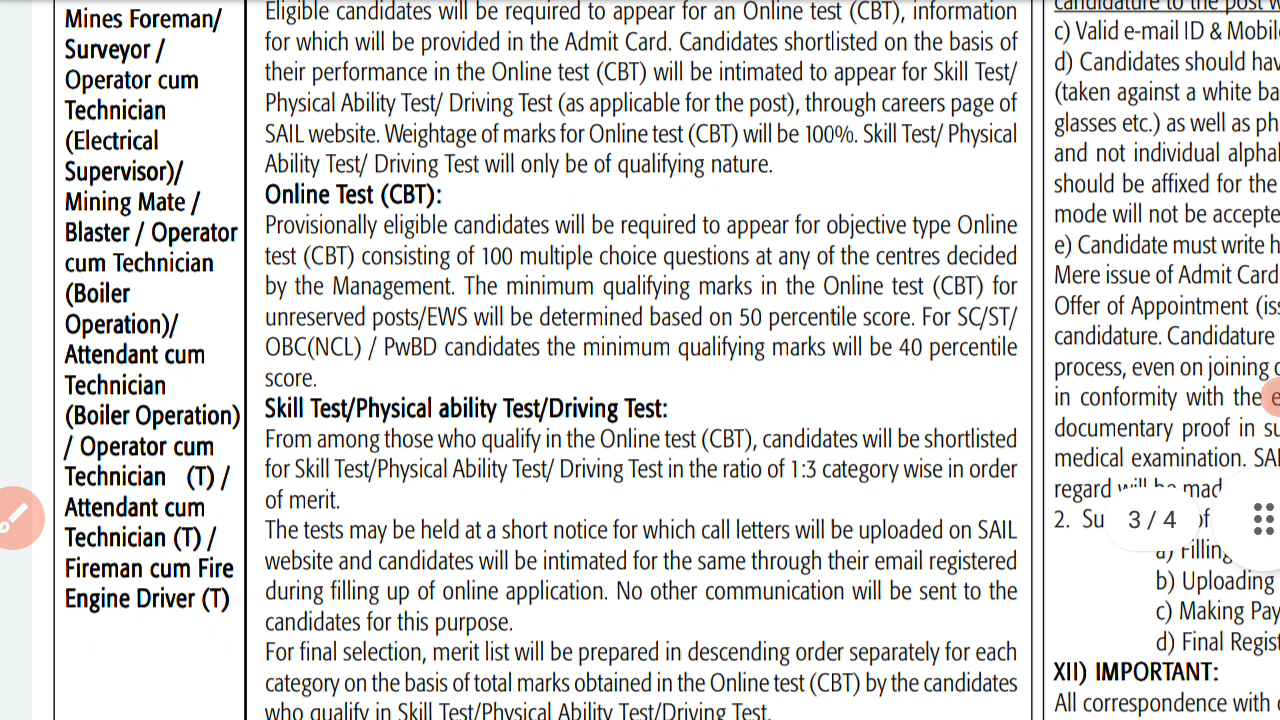 Mines Foreman/
Surveyor /
Operator cum
Technician
(Electrical
Supervisor)/
Mining Mate /
Blaster / Operator
cum Technician
(Boiler
Operation)/
Attendant cum
Technician
(Boiler Operation)
/ Operator cum
Technician (T) /
Attendant cum
Technician (T) /
Fireman cum Fire
Engine Driver (T)
Eligible candidates will be required to appear for an Online test (CBT), information
for which will be provided in the Admit Card. Candidates shortlisted on the basis of
their performance in the Online test (CBT) will be intimated to appear for Skill Test/
Physical Ability Test/ Driving Test (as applicable for the post), through careers page of
SAIL website. Weightage of marks for Online test (CBT) will be 100%. Skill Test/ Physical
Ability Test/ Driving Test will only be of qualifying nature.
Online Test (CBT):
Provisionally eligible candidates will be required to appear for objective type Online
test (CBT) consisting of 100 multiple choice questions at any of the centres decided
by the Management. The minimum qualifying marks in the Online test (CBT) for
unreserved posts/EWS will be determined based on 50 percentile score. For SC/ST/
OBC(NCL) / PwBD candidates the minimum qualifying marks will be 40 percentile
score.
Skill Test/Physical ability Test/Driving Test:
From among those who qualify in the Online test (CBT), candidates will be shortlisted
for Skill Test/Physical Ability Test/ Driving Test in the ratio of 1:3 category wise in order
of merit.
The tests may be held at a short notice for which call letters will be uploaded on SAIL
website and candidates will be intimated for the same through their email registered
during filling up of online application. No other communication will be sent to the
candidates for this purpose.
For final selection, merit list will be prepared in descending order separately for each
category on the basis of total marks obtained in the Online test (CBT) by the candidates
who qualify in Skill Test/Physical Ability Test/Driving Test.
candidature to the post
c) Valid e-mail ID &
d) Candidates should
(taken against a white
glasses etc.) as well as
and not individual
should be affixed for the
mode will not be
e) Candidate must write
Mere issue of Admit Card
Offer of Appointment
candidature. Candidature
process, even on joining
in conformity with the
documentary proof in
medical examination.
regard will be
2.
3 / 4
of
a)
b) Uploading
c) Making
d) Final
XII) IMPORTANT:
All correspondence with